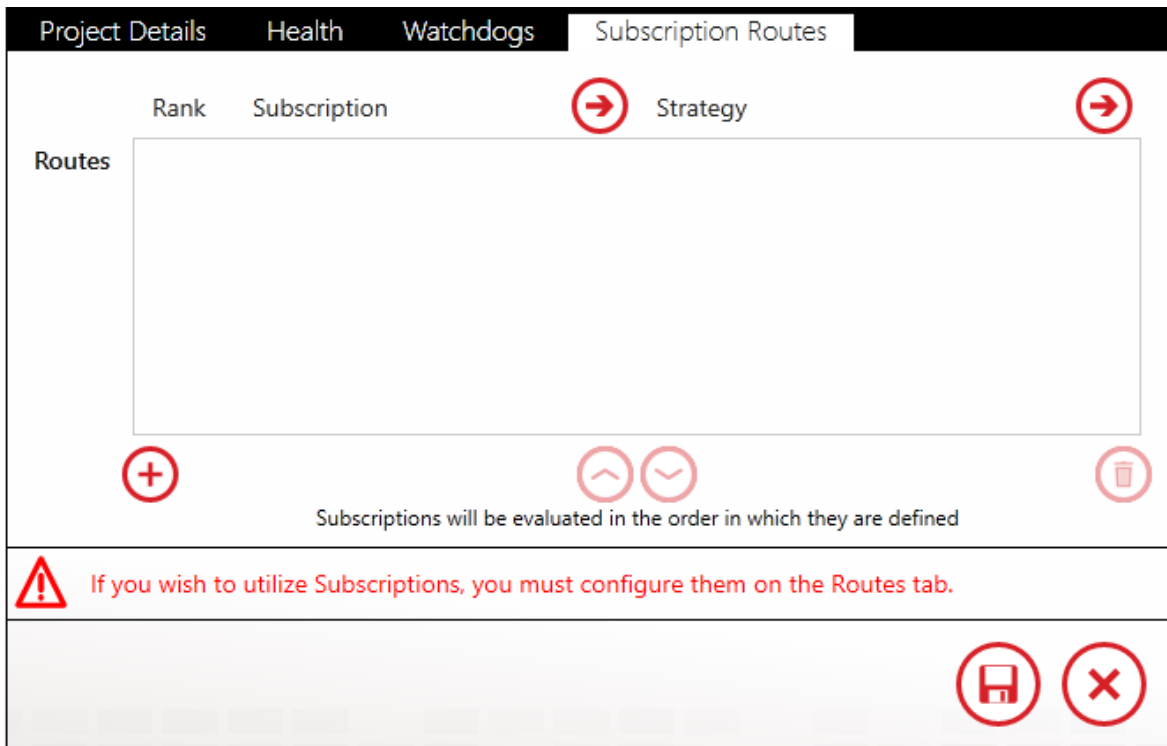 Project Details Health Watchdogs Subscription Routes
Rank Subscription Strategy
Routes
Subscriptions will be evaluated in the order in which they are defined
If you wish to utilize Subscriptions, you must configure them on the Routes tab.